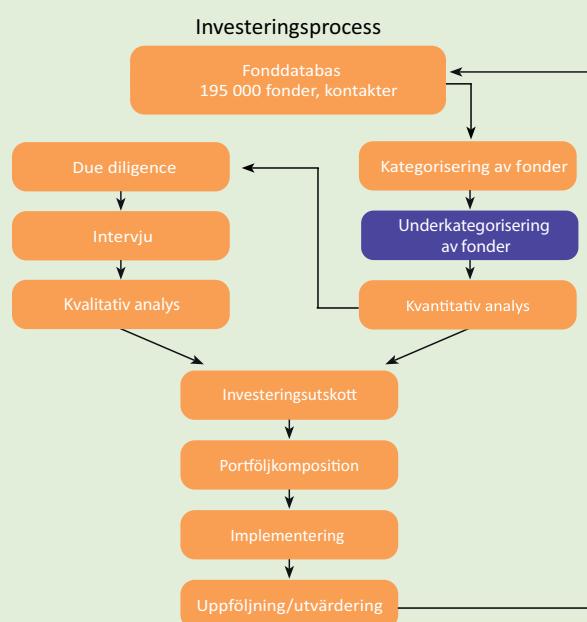 Investeringsprocess
Fonddatabas
195 000 fonder, kontakter
Due diligence
Kategorisering av fonder
Intervju
Underkategorisering
av fonder
Kvalitativ analys
Kvantitativ analys
Investeringsutskott
Portföljkomposition
Implementering
Uppföljning/utvärdering